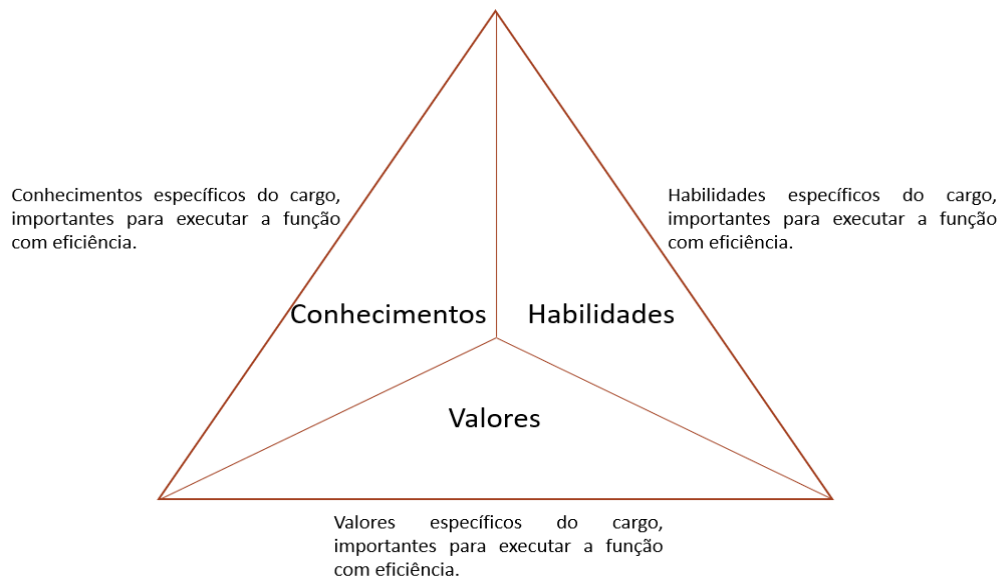 Conhecimentos específicos do cargo,
importantes para executar a função
com eficiência.
Habilidades específicos do cargo,
importantes para executar a função
com eficiência.
Conhecimentos
Habilidades
Valores
Valores específicos do cargo,
importantes para executar a função
com eficiência.